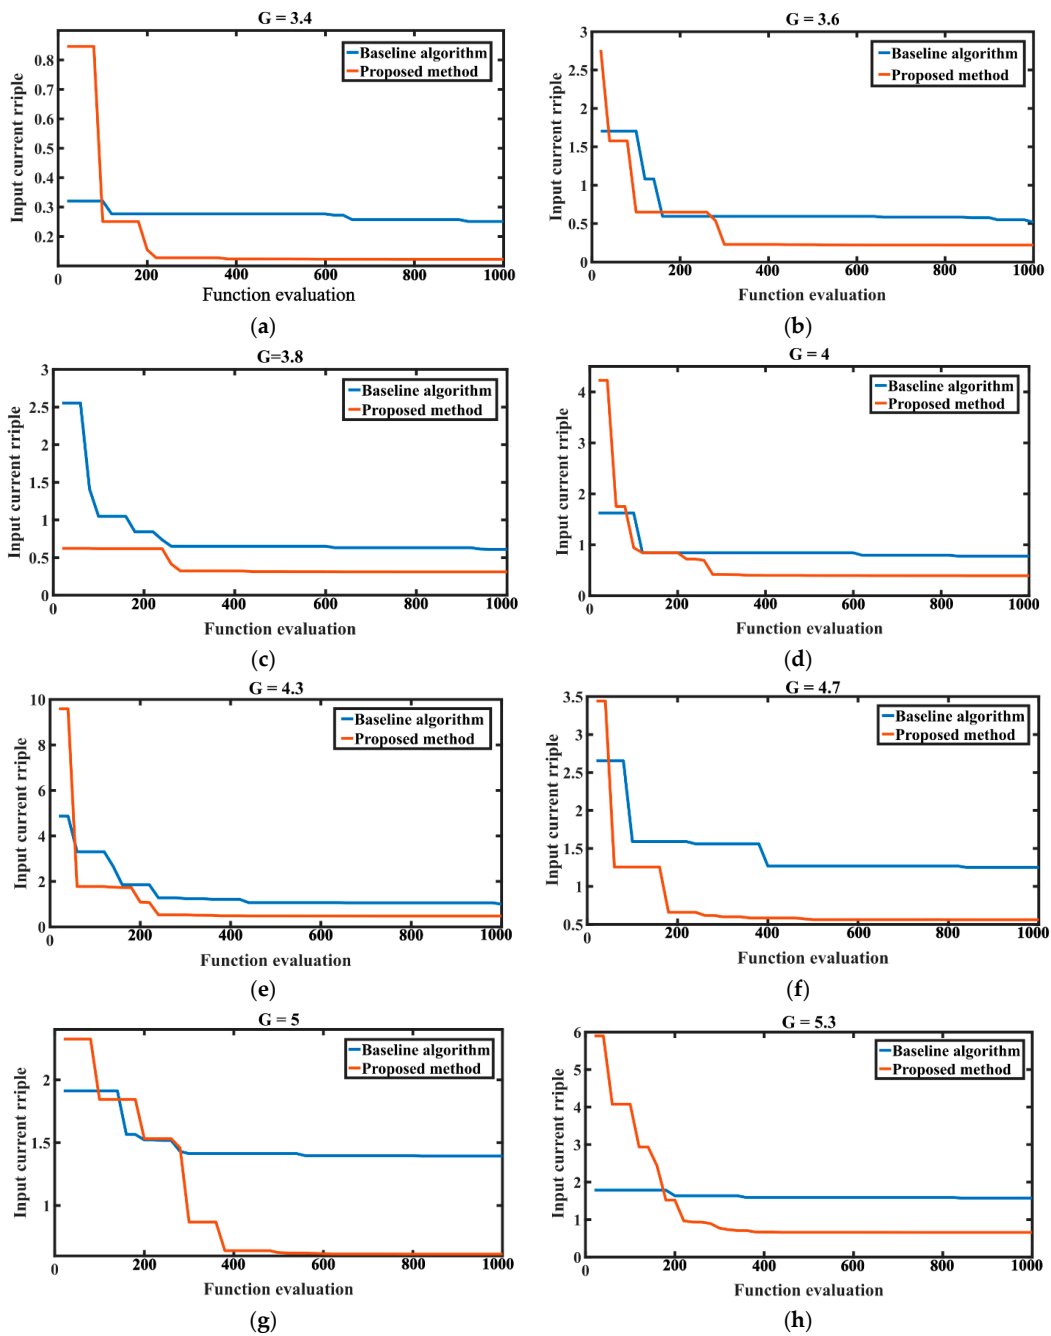 G = 3.4
Input current rriple
0.8
0.7
0.6
0.5
0.4
0.3
0.2
0
200
400
600
800
1000
Baseline algorithm
Proposed method
Function evaluation
(a)
G = 3.6
Input current rriple
3
2.5
2
1.5
1
0.5
0
0
200
400
600
800
1000
Baseline algorithm
Proposed method
Function evaluation
(b)
G=3.8
Input current rriple
3
2.5
2
1.5
1
0.5
0
0
200
400
600
800
1000
Baseline algorithm
Proposed method
Function evaluation
(c)
G = 4
Input current rriple
4
3
2
1
0
0
200
400
600
800
1000
Baseline algorithm
Proposed method
Function evaluation
(d)
G = 4.3
Input current rriple
10
8
6
4
2
0
0
200
400
600
800
1000
Baseline algorithm
Proposed method
Function evaluation
(e)
G = 4.7
Input current rriple
3.5
3
2.5
2
1.5
1
0.5
0
200
400
600
800
1000
Baseline algorithm
Proposed method
Function evaluation
(f)
G = 5
Input current rriple
2
1.5
1
0
200
400
600
800
1000
Baseline algorithm
Proposed method
Function evaluation
(g)
G = 5.3
Input current rriple
6
5
4
3
2
1
0
0
200
400
600
800
1000
Baseline algorithm
Proposed method
Function evaluation
(h)